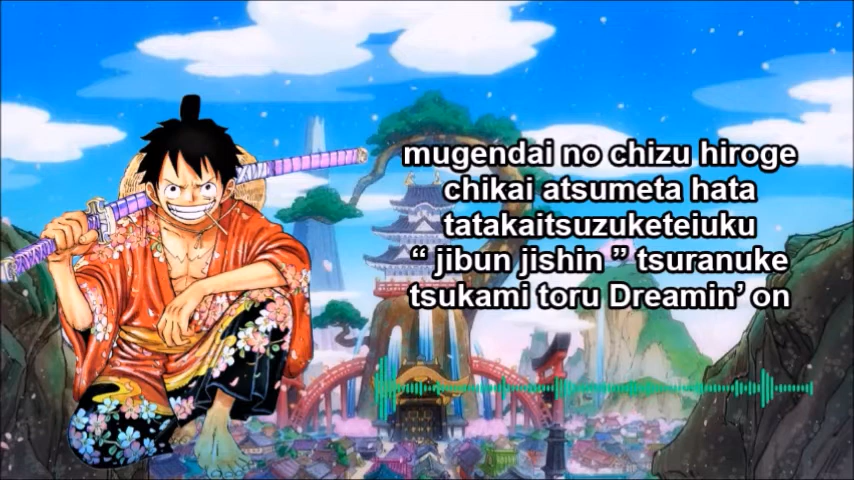 mugendai no chizu hiroge
chikai atsumeta hata
tatakaitsuzuketeiuku
“ jibun jishin ” tsuranuke
tsukami toru Dreamin’ on